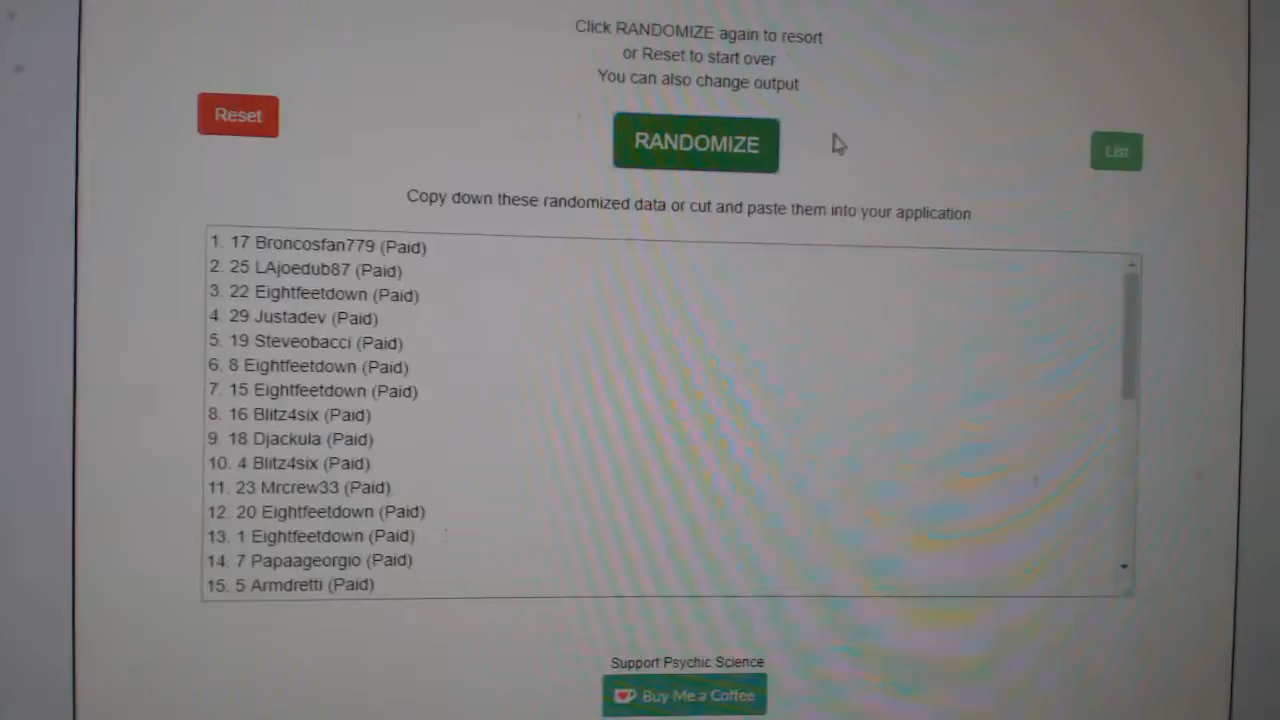 Click RANDOMIZE again to resort
or Reset to start over
You can also change output
Reset
RANDOMIZE
List
Copy down these randomized data or cut and paste them into your application
1. 17 Broncosfan779 (Paid)
2. 25 LAjoedub87 (Paid)
3. 22 Eightfeetdown (Paid)
4. 29 Justadev (Paid)
5. 19 Steveobacci (Paid)
6. 8 Eightfeetdown (Paid)
7. 15 Eightfeetdown (Paid)
8. 16 Blitz4six (Paid)
9. 18 Djackula (Paid)
10. 4 Blitz4six (Paid)
11. 23 Mrcrew33 (Paid)
12. 20 Eightfeetdown (Paid)
13. 1 Eightfeetdown (Paid)
14. 7 Papaageorgio (Paid)
15. 5 Armdretti (Paid)
Support Psychic Science
Buy Me a Coffee